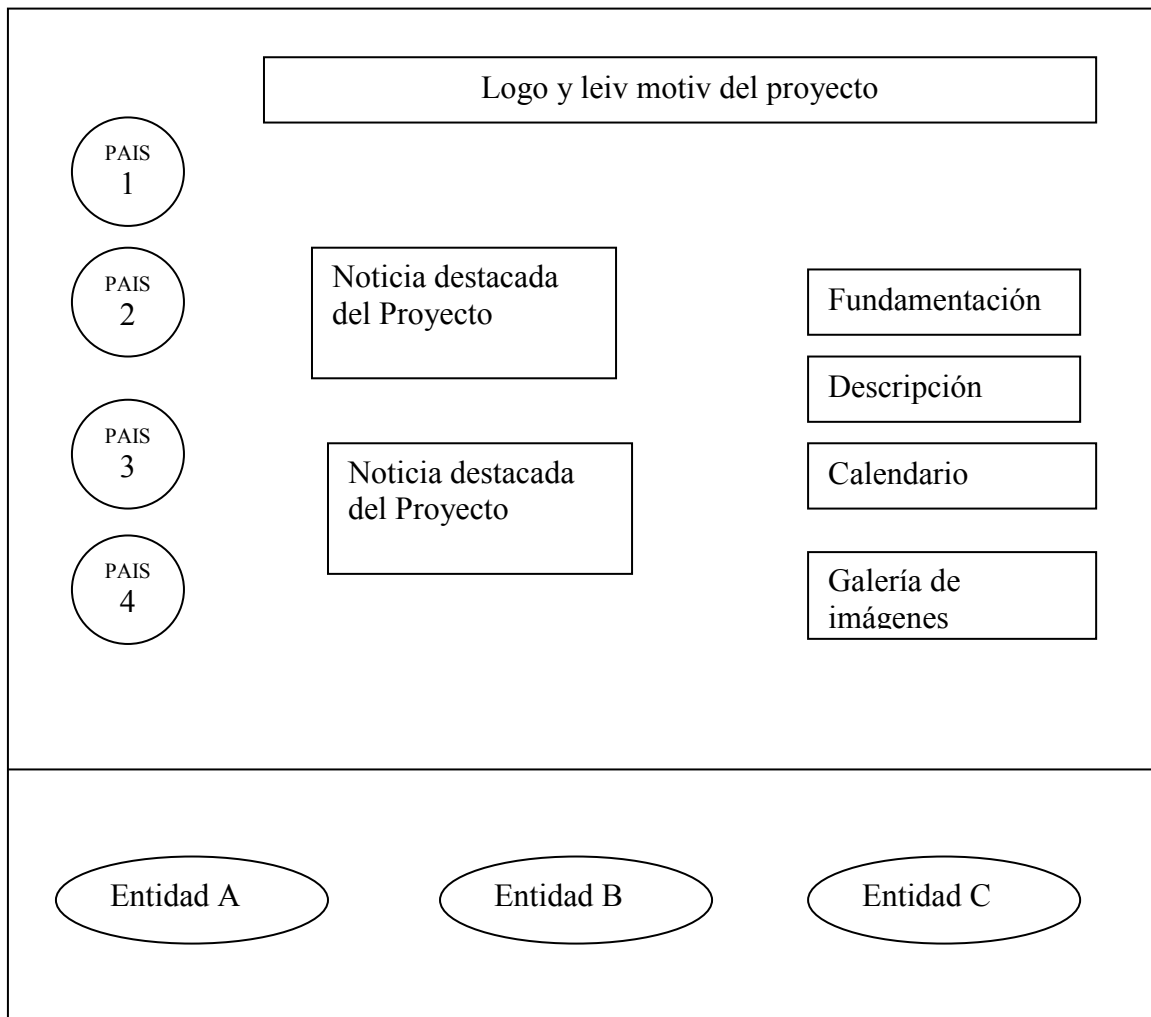 Logo y leiv motiv del proyecto
PAIS
1
PAIS
2
PAIS
3
PAIS
4
Noticia destacada
del Proyecto
Noticia destacada
del Proyecto
Fundamentación
Descripción
Calendario
Galería de
imágenes
Entidad A
Entidad B
Entidad C